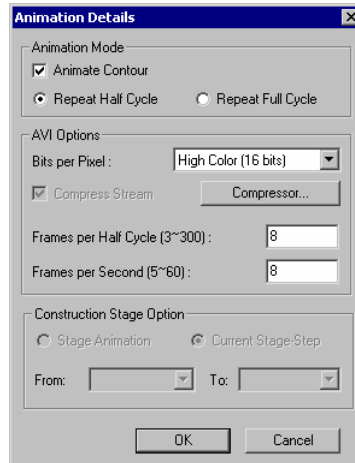 Animation Details
Animation Mode
Animate Contour
Repeat Half Cycle Repeat Full Cycle
AVI Options
Bits per Pixel : High Color (16 bits)
Compress Stream Compressor...
Frames per Half Cycle (3~300) : 8
Frames per Second (5~60) : 8
Construction Stage Option
Stage Animation Current Stage-Step
From: To:
OK Cancel